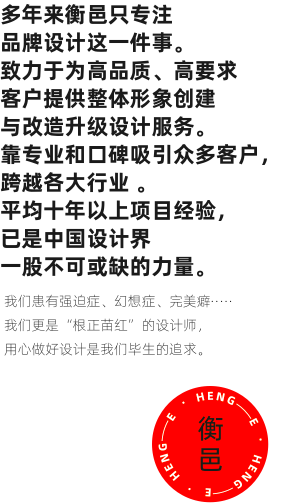 多年来衡邑只专注
品牌设计这一件事。
致力于为高品质、高要求
客户提供整体形象创建
与改造升级设计服务。
靠专业和口碑吸引众多客户，
跨越各大行业 。
平均十年以上项目经验，
已是中国设计界
一股不可或缺的力量。
我们患有强迫症、幻想症、完美癖·····
我们更是“根正苗红”的设计师，
用心做好设计是我们毕生的追求。
HENG — E · HENG — E · HENG — E ·
衡
邑